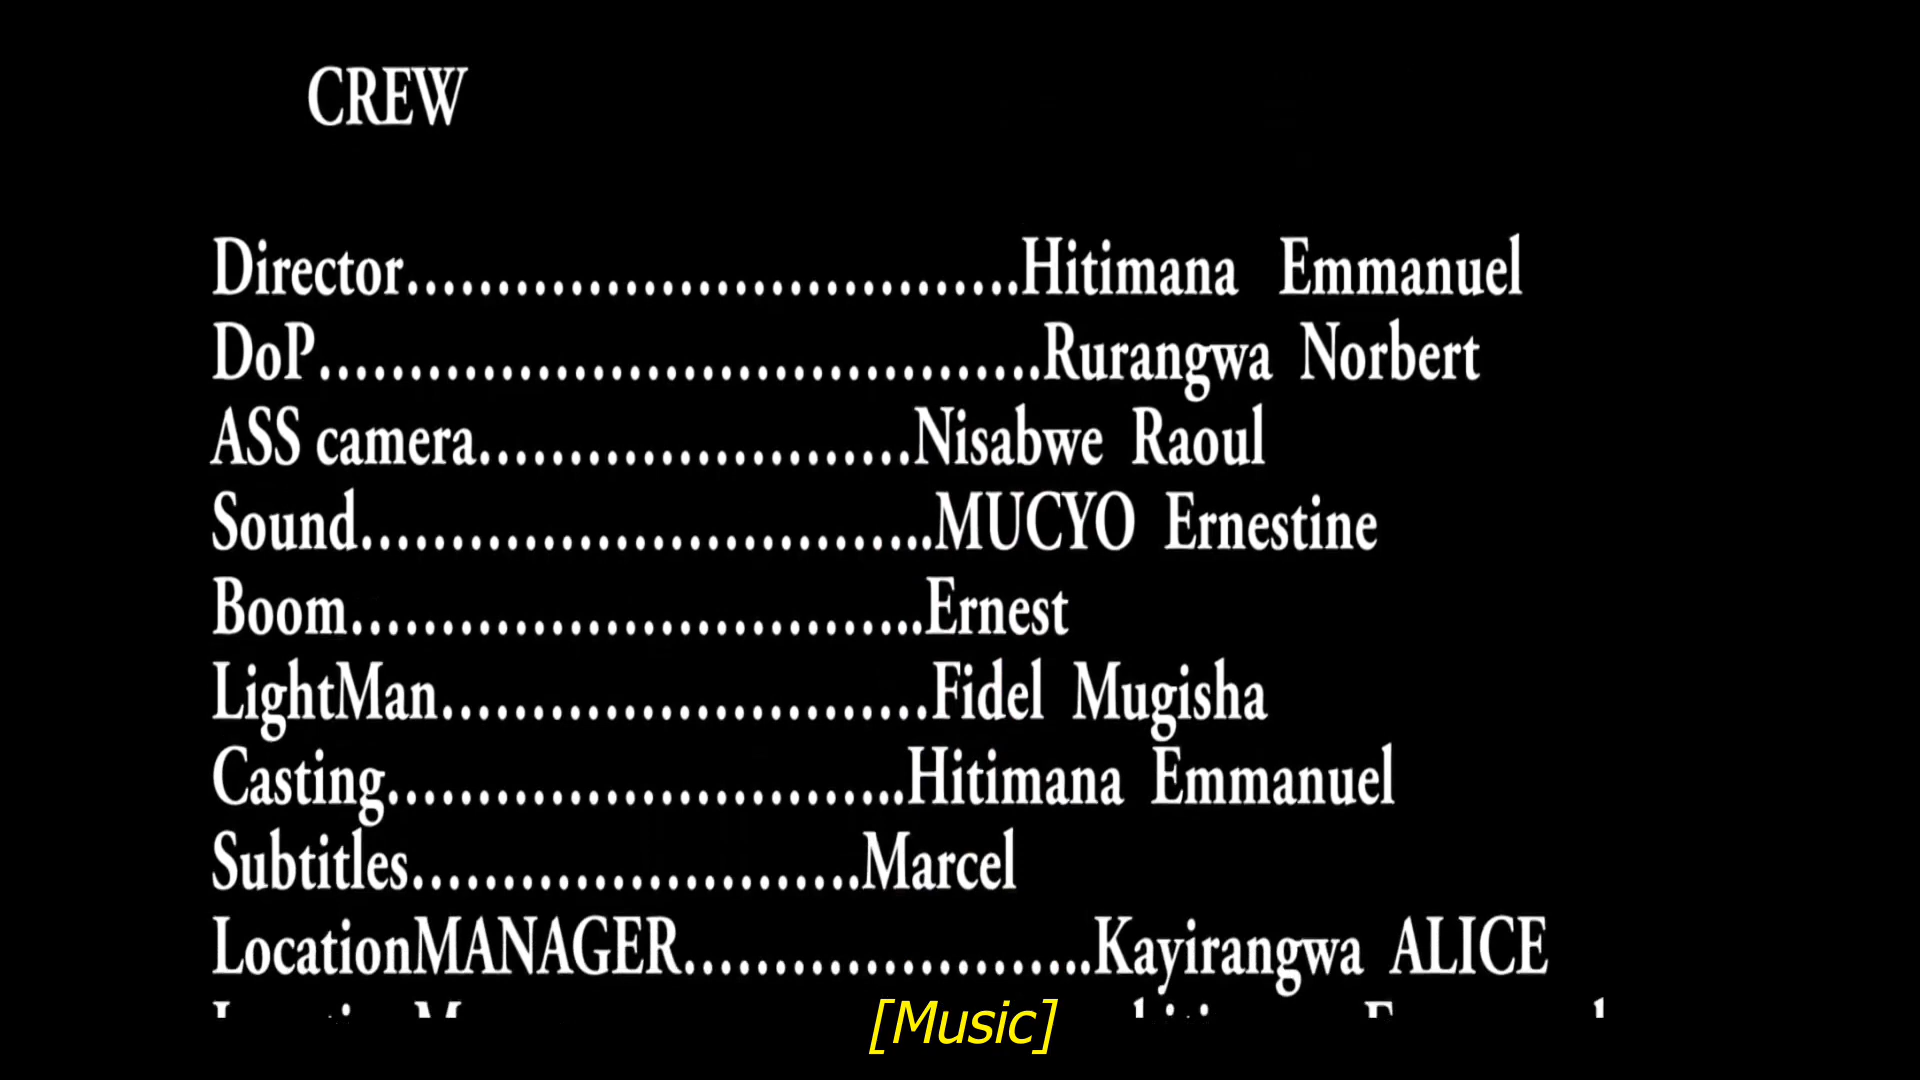 CREW
Director....................................Hitimana Emmanuel
DoP..........................................Rurangwa Norbert
ASS camera.........................Nisabwe Raoul
Sound..................................MUCYO Ernestine
Boom..................................Ernest
LightMan............................Fidel Mugisha
Casting...............................Hitimana Emmanuel
Subtitles..........................Marcel
LocationMANAGER........................Kayirangwa ALICE
[Music]